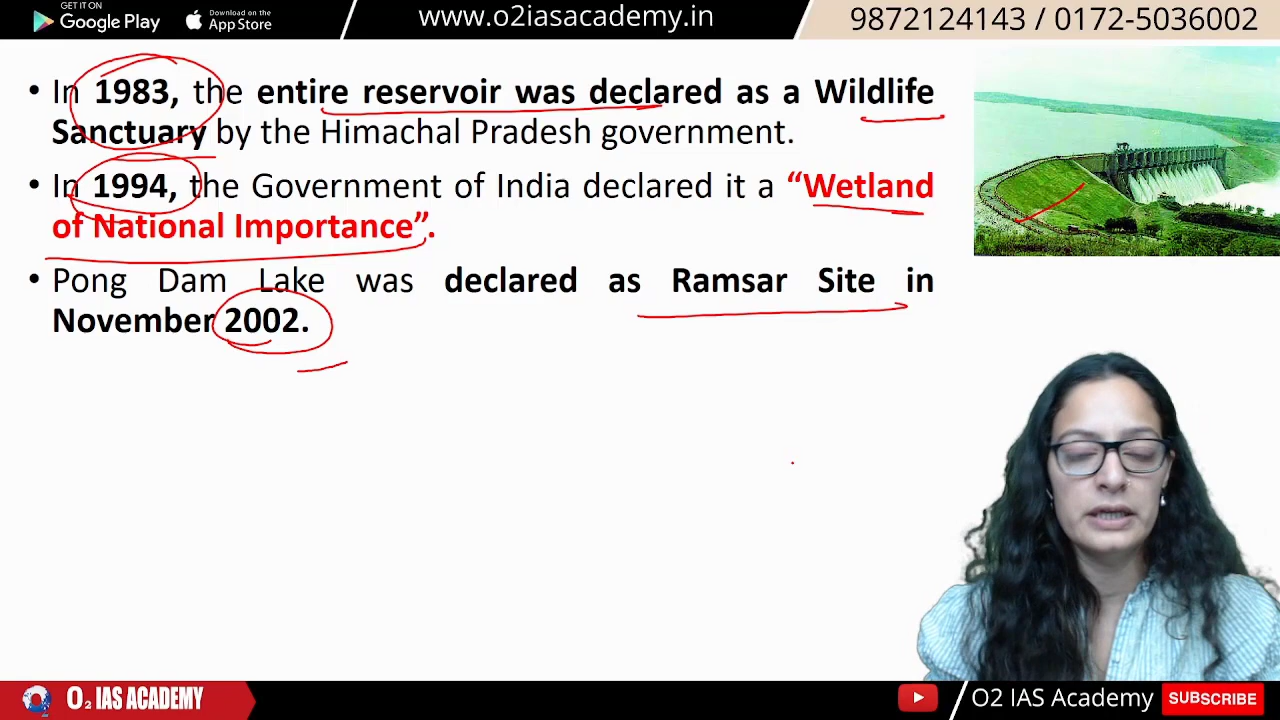 GET IT ON
Google Play
Download on the
App Store
www.o2iasacademy.in
9872124143 / 0172-5036002
• In 1983, the entire reservoir was declared as a Wildlife
Sanctuary by the Himachal Pradesh government.
• In 1994, the Government of India declared it a “Wetland
of National Importance”.
• Pong Dam Lake was declared as Ramsar Site in
November 2002.
O2 IAS ACADEMY
O2 IAS Academy
SUBSCRIBE